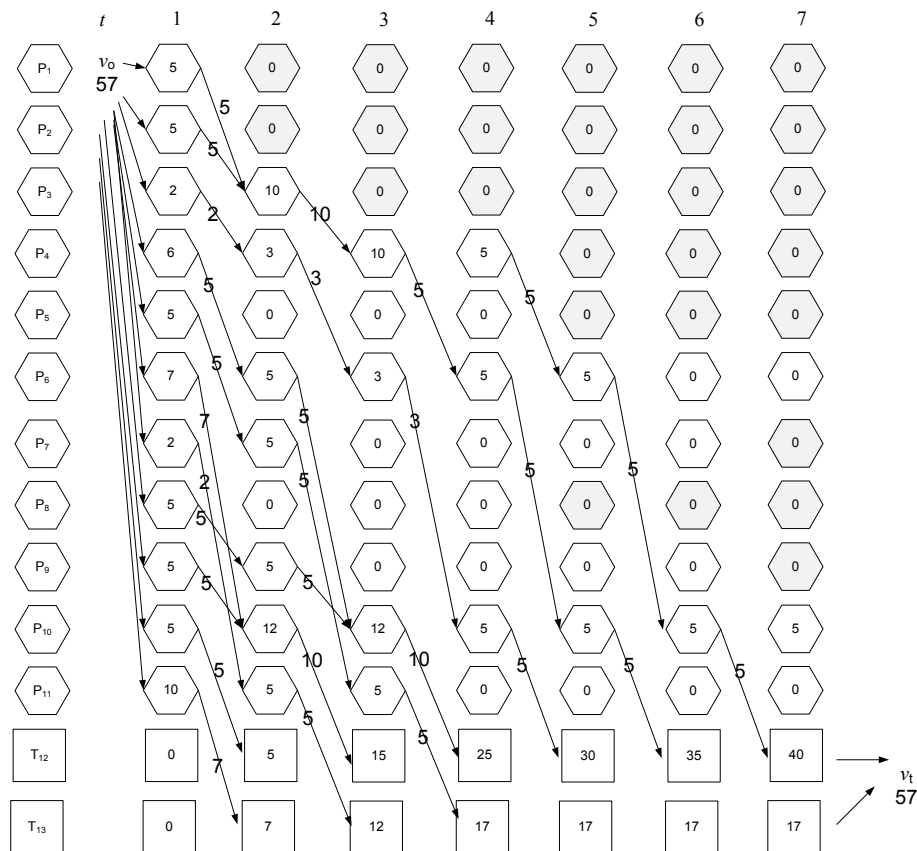 t 1 2 3 4 5 6 7
P1 vo 5 0 0 0 0 0 0
57
5
P2 5 0 0 0 0 0 0
5
P3 2 10 0 0 0 0 0
2 10
P4 6 3 10 5 0 0 0
5 3 5 5
P5 5 0 0 0 0 0 0
5
P6 7 5 3 5 5 0 0
7 5 3
P7 2 5 0 0 0 0 0
2 5 5 5
P8 5 0 0 0 0 0 0
5
P9 5 5 0 0 0 0 0
5 5
P10 5 12 12 5 5 5 5
5 10 10 5 5 5
P11 10 5 5 0 0 0 0
5 5
T12 0 5 15 25 30 35 40
7
vt
57
T13 0 7 12 17 17 17 17